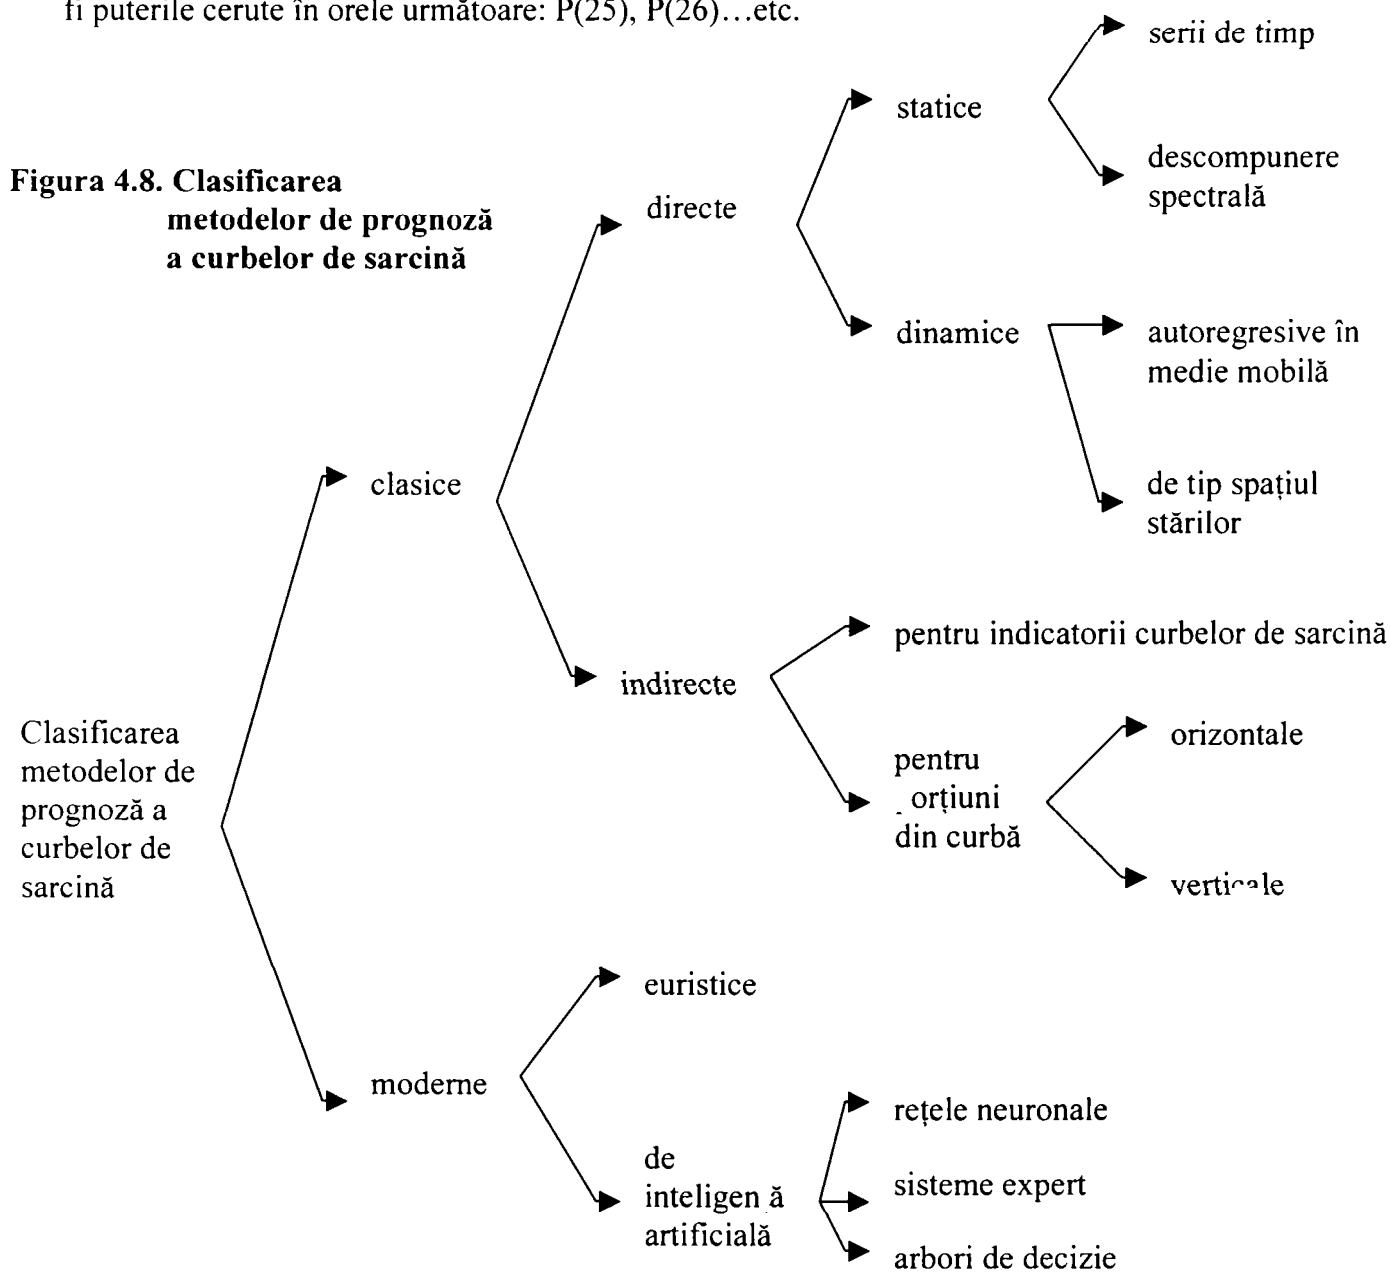 fi puterile cerute în orele următoare: P(25), P(26)…etc.
Figura 4.8. Clasificarea
metodelor de prognoză
a curbelor de sarcină
Clasificarea
metodelor de
prognoză a
curbelor de
sarcină
clasice
directe
statice
serii de timp
descompunere
spectrală
dinamice
autoregresive în
medie mobilă
de tip spațiul
stărilor
indirecte
pentru indicatorii curbelor de sarcină
pentru
orțiuni
din curbă
orizontale
verticale
moderne
euristice
de
inteligen ă
artificială
rețele neuronale
sisteme expert
arbori de decizie